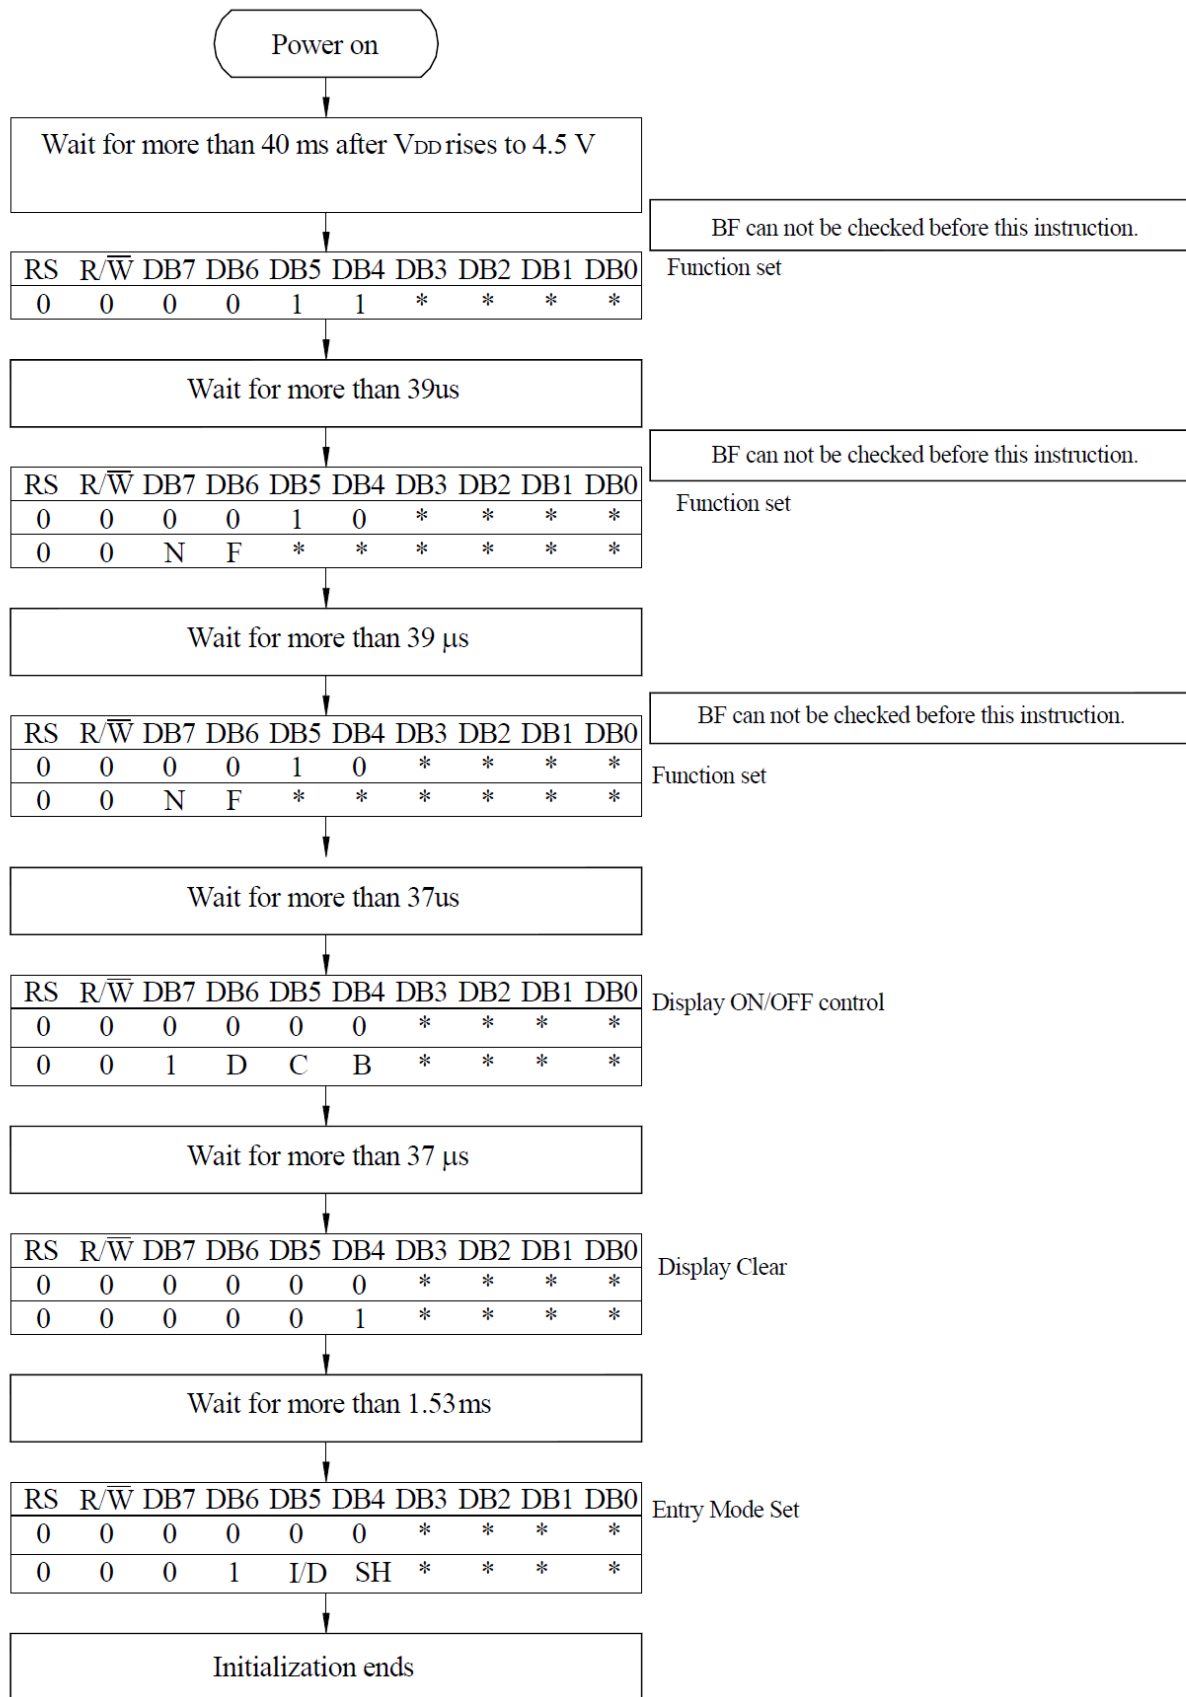 Power on
Wait for more than 40 ms after VDD rises to 4.5 V
BF can not be checked before this instruction.
RS R/W̅ DB7 DB6 DB5 DB4 DB3 DB2 DB1 DB0
Function set
0 0 0 0 1 1 * * * *
Wait for more than 39us
BF can not be checked before this instruction.
RS R/W̅ DB7 DB6 DB5 DB4 DB3 DB2 DB1 DB0
Function set
0 0 0 0 1 0 * * * *
0 0 N F * * * * * *
Wait for more than 39 μs
BF can not be checked before this instruction.
RS R/W̅ DB7 DB6 DB5 DB4 DB3 DB2 DB1 DB0
0 0 0 0 1 0 * * * *
Function set
0 0 N F * * * * * *
Wait for more than 37us
RS R/W̅ DB7 DB6 DB5 DB4 DB3 DB2 DB1 DB0
Display ON/OFF control
0 0 0 0 0 0 * * * *
0 0 1 D C B * * * *
Wait for more than 37 μs
RS R/W̅ DB7 DB6 DB5 DB4 DB3 DB2 DB1 DB0
Display Clear
0 0 0 0 0 0 * * * *
0 0 0 0 0 1 * * * *
Wait for more than 1.53ms
RS R/W̅ DB7 DB6 DB5 DB4 DB3 DB2 DB1 DB0
Entry Mode Set
0 0 0 0 0 0 * * * *
0 0 0 1 I/D SH * * * *
Initialization ends